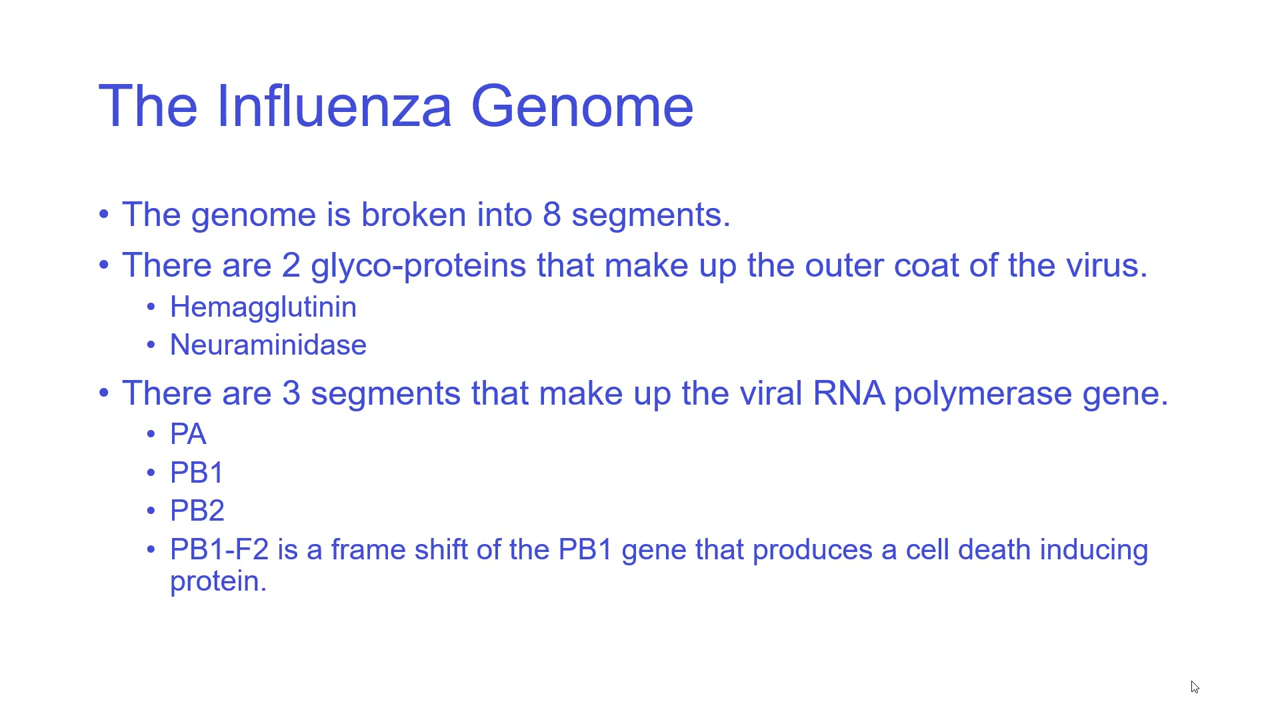 The Influenza Genome
• The genome is broken into 8 segments.
• There are 2 glyco-proteins that make up the outer coat of the virus.
• Hemagglutinin
• Neuraminidase
• There are 3 segments that make up the viral RNA polymerase gene.
• PA
• PB1
• PB2
• PB1-F2 is a frame shift of the PB1 gene that produces a cell death inducing
protein.